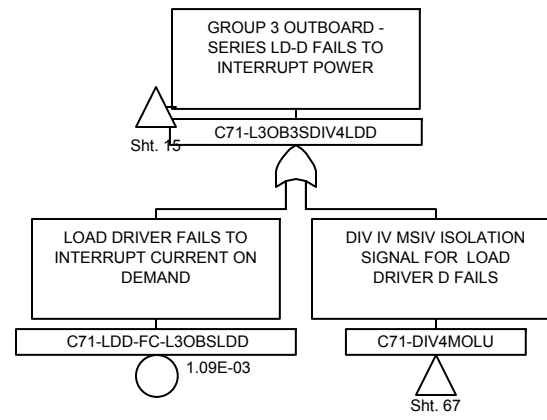 GROUP 3 OUTBOARD -
SERIES LD-D FAILS TO
INTERRUPT POWER
C71-L3OB3SDIV4LDD
Sht. 15
LOAD DRIVER FAILS TO
INTERRUPT CURRENT ON
DEMAND
C71-LDD-FC-L3OBSLDD
1.09E-03
DIV IV MSIV ISOLATION
SIGNAL FOR LOAD
DRIVER D FAILS
C71-DIV4MOLU
Sht. 67